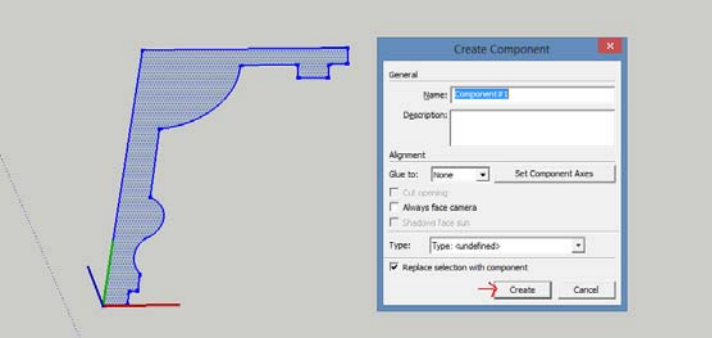 Create Component
General
Name: Component#1
Description:
Alignment
Glue to: None Set Component Axes
Cut opening
Always face camera
Shadows face sun
Type: Type: <undefined>
Replace selection with component
Create Cancel